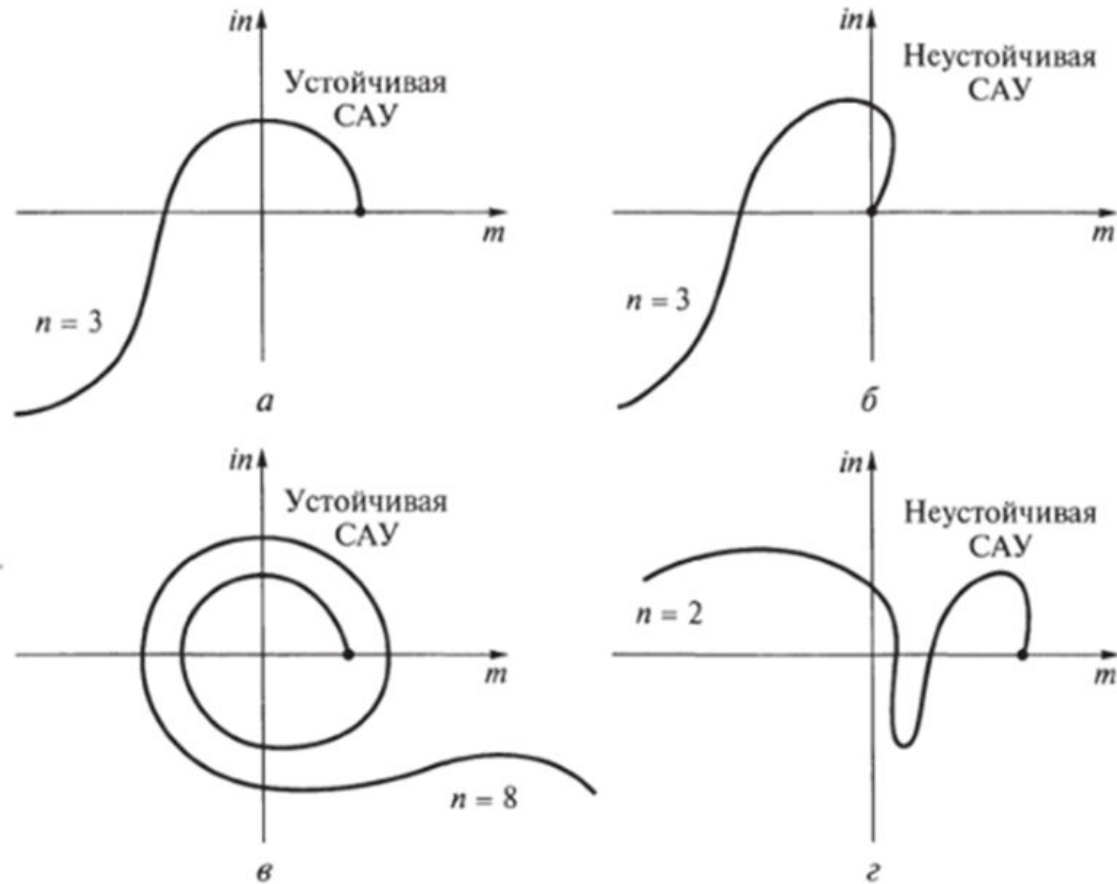 in
Устойчивая
САУ
m
n = 3
а
in
Неустойчивая
САУ
m
n = 3
б
in
Устойчивая
САУ
m
n = 8
в
in
Неустойчивая
САУ
n = 2
m
г